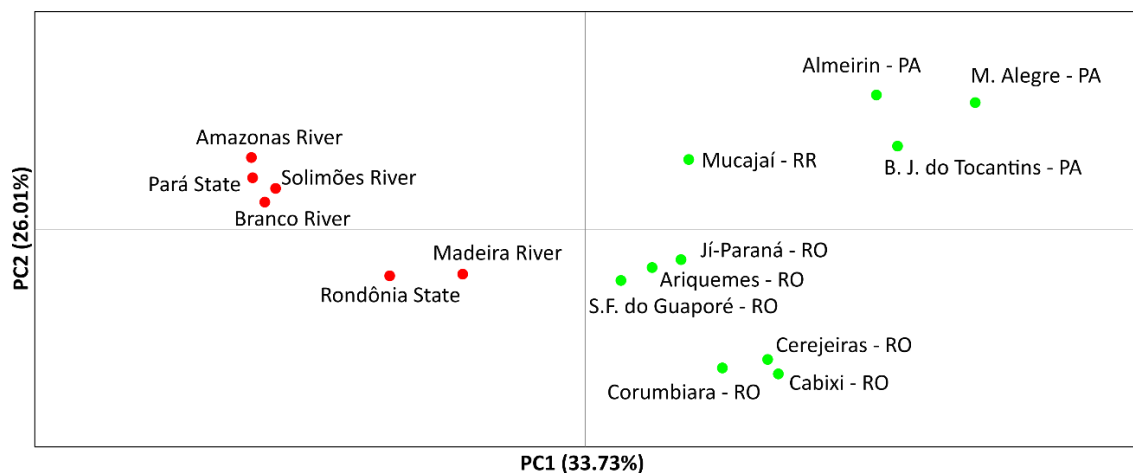 Almeirin - PA
M. Alegre - PA
Amazonas River
Mucajaí - RR
B. J. do Tocantins - PA
Pará State
Solimões River
Branco River
PC2 (26.01%)
Madeira River
Jí-Paraná - RO
Rondônia State
Ariquemes - RO
S.F. do Guaporé - RO
Cerejeiras - RO
Corumbiara - RO
Cabixi - RO
PC1 (33.73%)